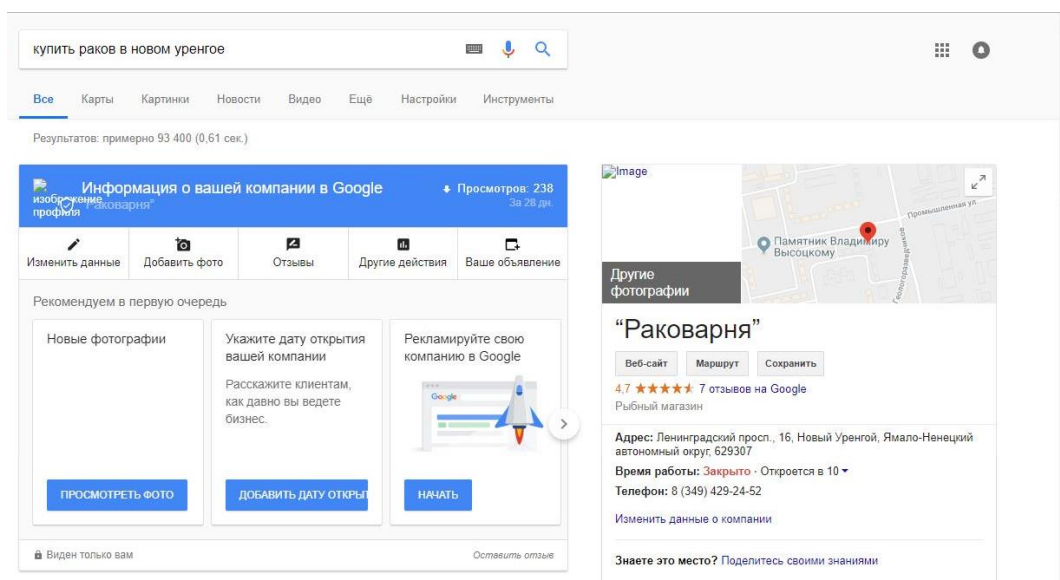 купить раков в новом уренгое
Все Карты Картинки Новости Видео Ещё Настройки Инструменты
Результатов: примерно 93 400 (0,61 сек.)
изображение профиля
Информация о вашей компании в Google
"Раковарня"
Просмотров: 238
За 28 дн.
Изменить данные Добавить фото Отзывы Другие действия Ваше объявление
Рекомендуем в первую очередь
Новые фотографии
ПРОСМОТРЕТЬ ФОТО
Укажите дату открытия
вашей компании
Расскажите клиентам,
как давно вы ведете
бизнес.
ДОБАВИТЬ ДАТУ ОТКРЫТ
Рекламируйте свою
компанию в Google
Google
НАЧАТЬ
Виден только вам
Оставить отзыв
Image
Промышленная ул.
Памятник Владимиру
Высоцкому
Другие
фотографии
“Раковарня”
Веб-сайт Маршрут Сохранить
4,7 7 отзывов на Google
Рыбный магазин
Адрес: Ленинградский просп., 16, Новый Уренгой, Ямало-Ненецкий
автономный округ, 629307
Время работы: Закрыто · Откроется в 10
Телефон: 8 (349) 429-24-52
Изменить данные о компании
Знаете это место? Поделитесь своими знаниями